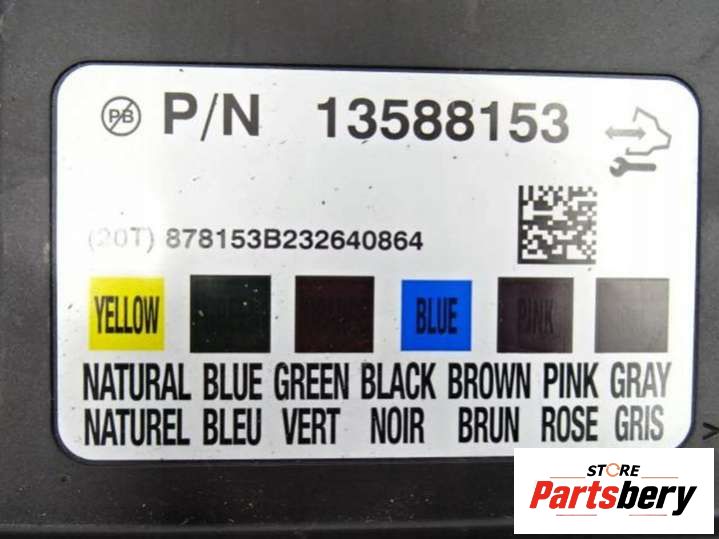 PB P/N 13588153
(20T) 878153B232640864
YELLOW BLUE PINK
NATURAL BLUE GREEN BLACK BROWN PINK GRAY
NATUREL BLEU VERT NOIR BRUN ROSE GRIS
STORE
Partsbery